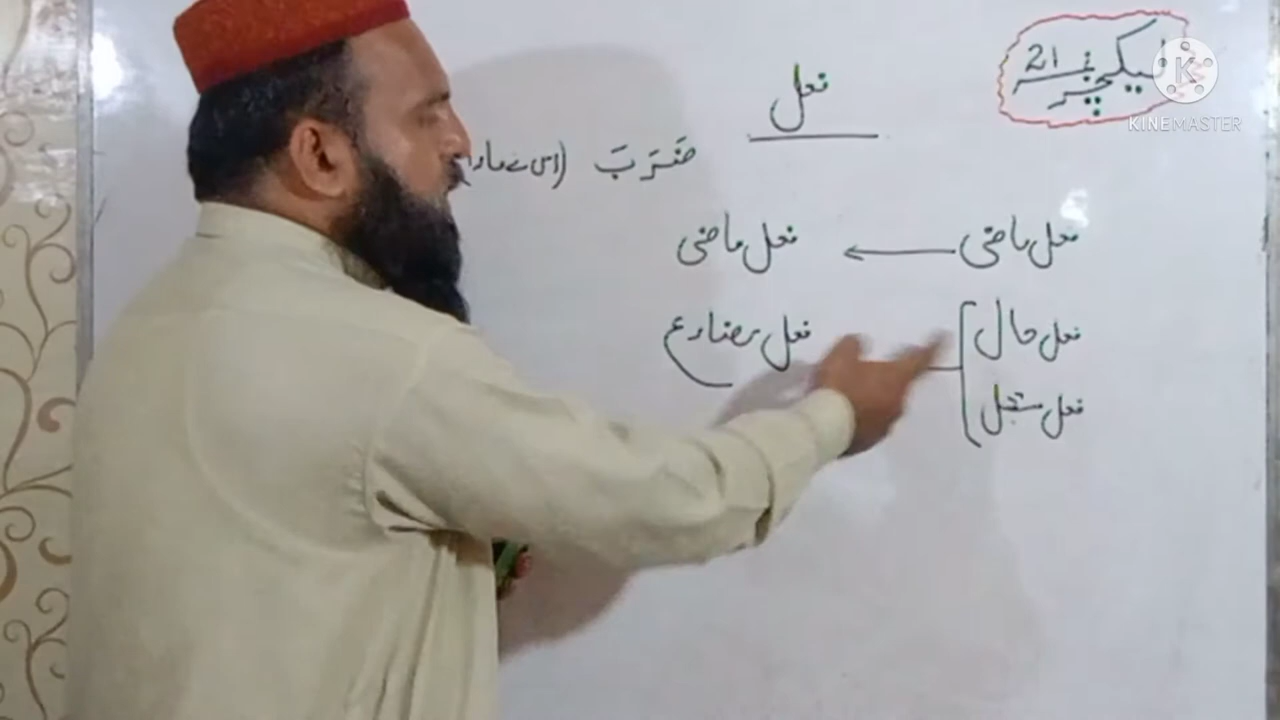 لیکچر نمبر 21
KINEMASTER
فعل
ضَرَبَ (اس نے مارا)
فعل ماضی ← فعل ماضی
فعل حال
فعل مضارع
فعل مستقبل